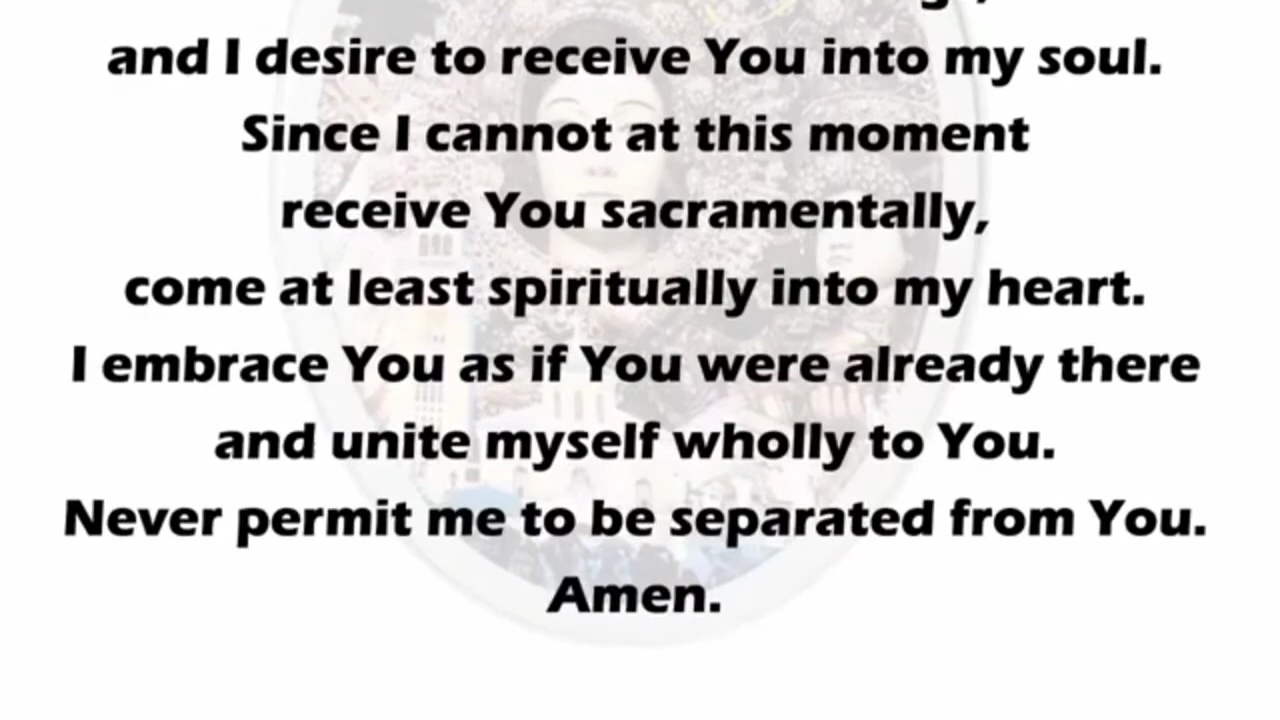 and I desire to receive You into my soul.
Since I cannot at this moment
receive You sacramentally,
come at least spiritually into my heart.
I embrace You as if You were already there
and unite myself wholly to You.
Never permit me to be separated from You.
Amen.